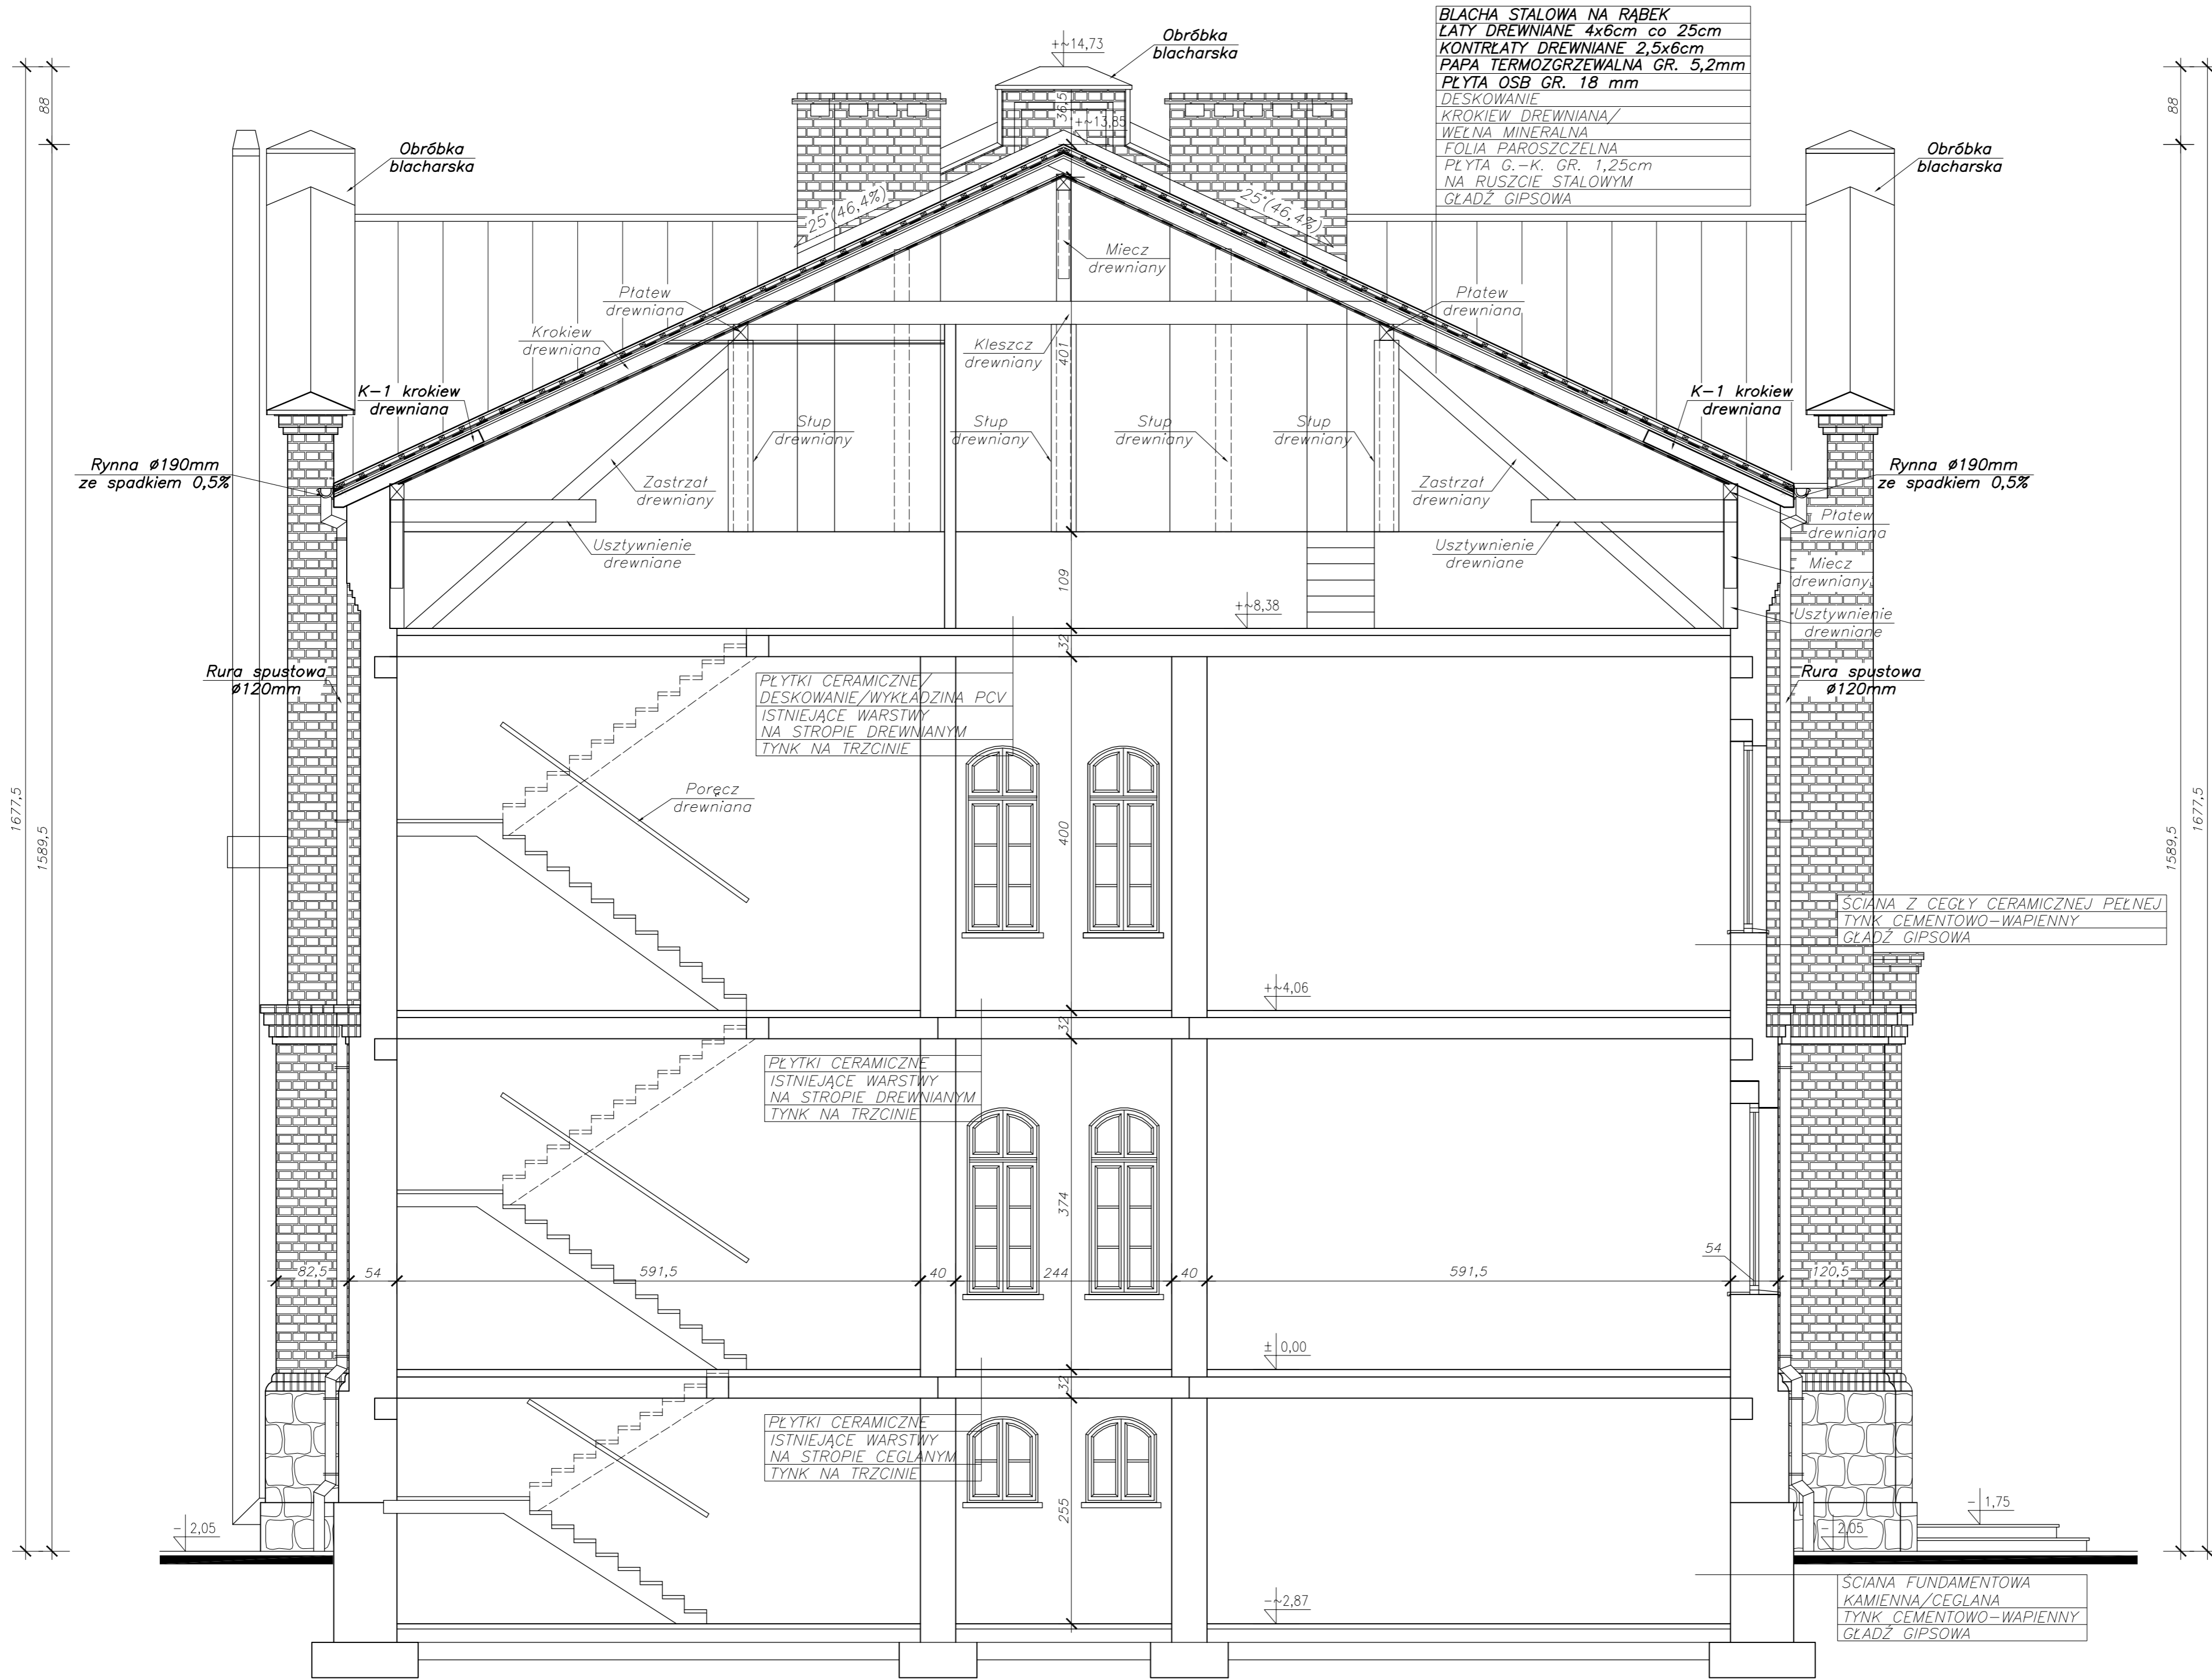 BLACHA STALOWA NA RĄBEK
ŁATY DREWNIANE 4x6cm co 25cm
KONTRŁATY DREWNIANE 2,5x6cm
PAPA TERMOZGRZEWALNA GR. 5,2mm
PŁYTA OSB GR. 18 mm
DESKOWANIE
KROKIEW DREWNIANA/
WEŁNA MINERALNA
FOLIA PAROSZCZELNA
PŁYTA G.-K. GR. 1,25cm
NA RUSZCIE STALOWYM
GŁADŹ GIPSOWA
+~14,73
Obróbka
blacharska
88
88
36,5
+~13,85
Obróbka
blacharska
Obróbka
blacharska
25°(46,4%)
25°(46,4%)
Miecz
drewniany
Płatew
drewniana
Płatew
drewniana
Krokiew
drewniana
Kleszcz
drewniany
401
K-1 krokiew
drewniana
K-1 krokiew
drewniana
Słup
drewniany
Słup
drewniany
Słup
drewniany
Słup
drewniany
Rynna ø190mm
ze spadkiem 0,5%
Rynna ø190mm
ze spadkiem 0,5%
Zastrzał
drewniany
Zastrzał
drewniany
Płatew
drewniana
Usztywnienie
drewniane
Usztywnienie
drewniane
Miecz
drewniany
109
+~8,38
Usztywnienie
drewniane
32
Rura spustowa
ø120mm
Rura spustowa
ø120mm
PŁYTKI CERAMICZNE/
DESKOWANIE/WYKŁADZINA PCV
ISTNIEJĄCE WARSTWY
NA STROPIE DREWNIANYM
TYNK NA TRZCINIE
Poręcz
drewniana
400
1677,5
1589,5
1589,5
1677,5
ŚCIANA Z CEGŁY CERAMICZNEJ PEŁNEJ
TYNK CEMENTOWO-WAPIENNY
GŁADŹ GIPSOWA
+~4,06
32
PŁYTKI CERAMICZNE
ISTNIEJĄCE WARSTWY
NA STROPIE DREWNIANYM
TYNK NA TRZCINIE
374
54
82,5
54
591,5
40
244
40
591,5
120,5
± 0,00
32
PŁYTKI CERAMICZNE
ISTNIEJĄCE WARSTWY
NA STROPIE CEGLANYM
TYNK NA TRZCINIE
255
- 2,05
- 1,75
- 2,05
-~2,87
ŚCIANA FUNDAMENTOWA
KAMIENNA/CEGLANA
TYNK CEMENTOWO-WAPIENNY
GŁADŹ GIPSOWA